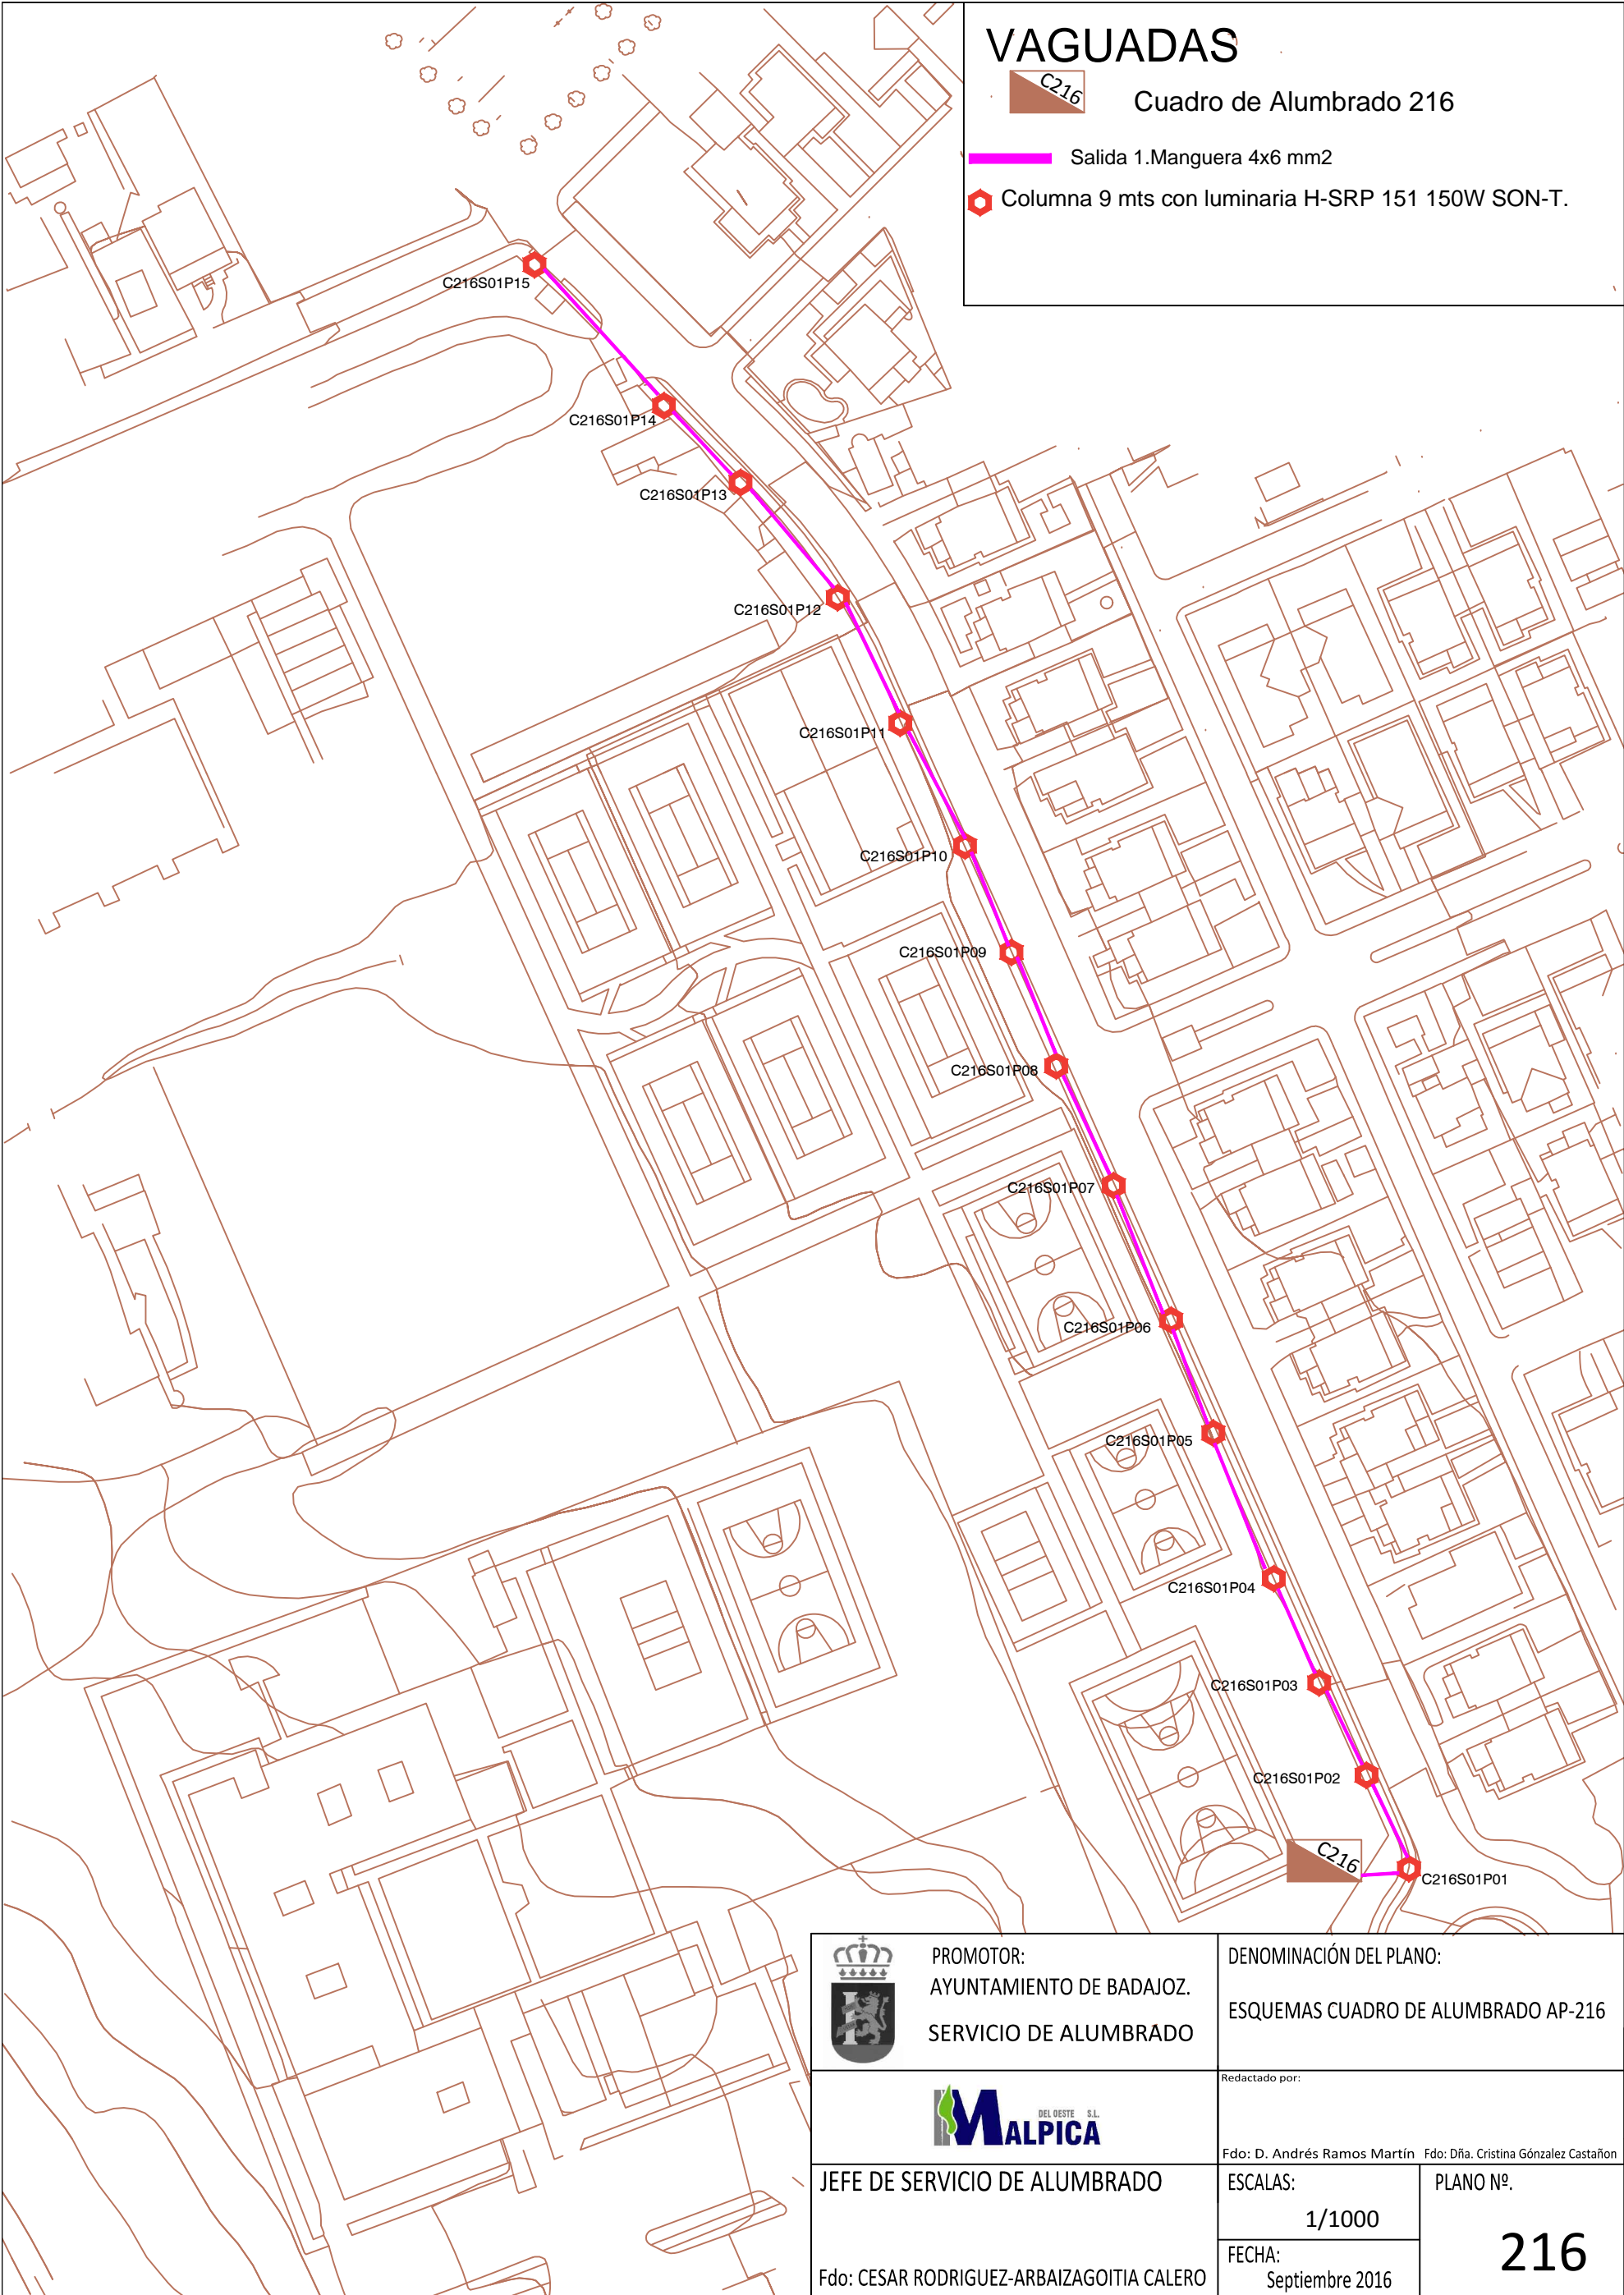 VAGUADAS
C216
Cuadro de Alumbrado 216
Salida 1.Manguera 4x6 mm2
Columna 9 mts con luminaria H-SRP 151 150W SON-T.
C216S01P15
C216S01P14
C216S01P13
C216S01P12
C216S01P11
C216S01P10
C216S01P09
C216S01P08
C216S01P07
C216S01P06
C216S01P05
C216S01P04
C216S01P03
C216S01P02
C216
C216S01P01
PROMOTOR:
AYUNTAMIENTO DE BADAJOZ.
SERVICIO DE ALUMBRADO
DENOMINACIÓN DEL PLANO:
ESQUEMAS CUADRO DE ALUMBRADO AP-216
MALPICA
DEL OESTE S.L.
Redactado por:
Fdo: D. Andrés Ramos Martín Fdo: Dña. Cristina Gónzalez Castañon
JEFE DE SERVICIO DE ALUMBRADO
Fdo: CESAR RODRIGUEZ-ARBAIZAGOITIA CALERO
ESCALAS:
1/1000
FECHA:
Septiembre 2016
PLANO Nº.
216